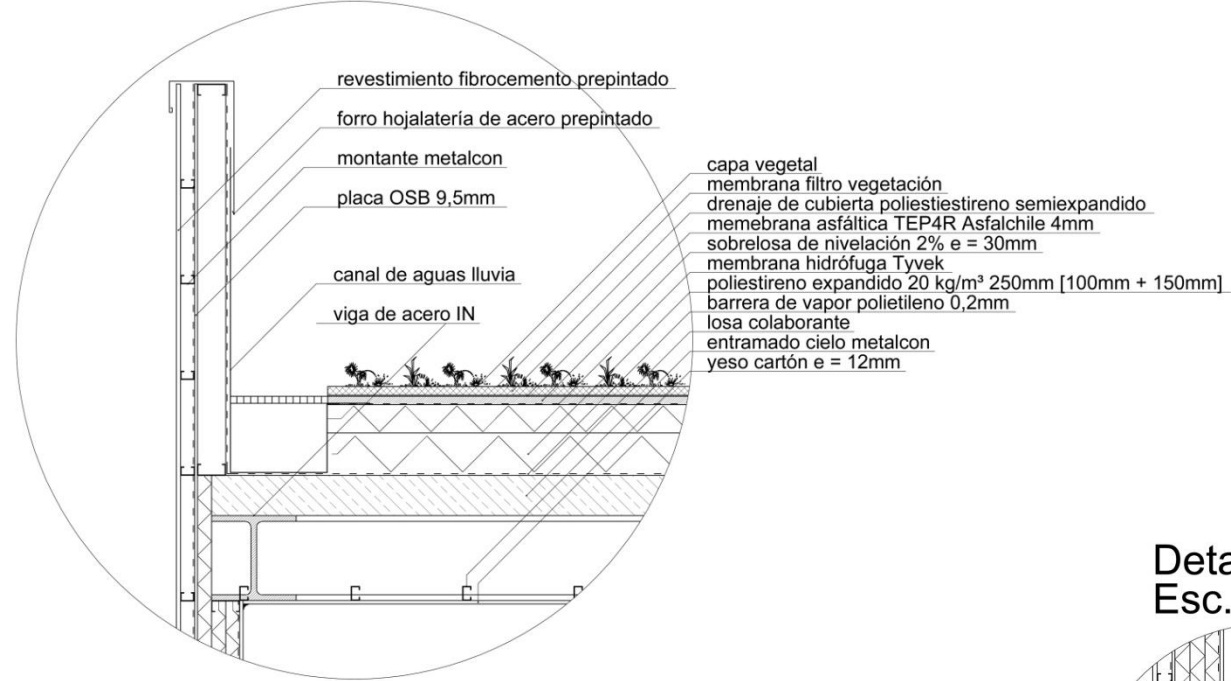 revestimiento fibrocemento prepintado
forro hojalatería de acero prepintado
montante metalcon
placa OSB 9,5mm
canal de aguas lluvia
viga de acero IN
capa vegetal
membrana filtro vegetación
drenaje de cubierta poliestiestireno semiexpandido
memebrana asfáltica TEP4R Asfalchile 4mm
sobrelosa de nivelación 2% e = 30mm
membrana hidrófuga Tyvek
poliestireno expandido 20 kg/m³ 250mm [100mm + 150mm]
barrera de vapor polietileno 0,2mm
losa colaborante
entramado cielo metalcon
yeso cartón e = 12mm
Deta
Esc.